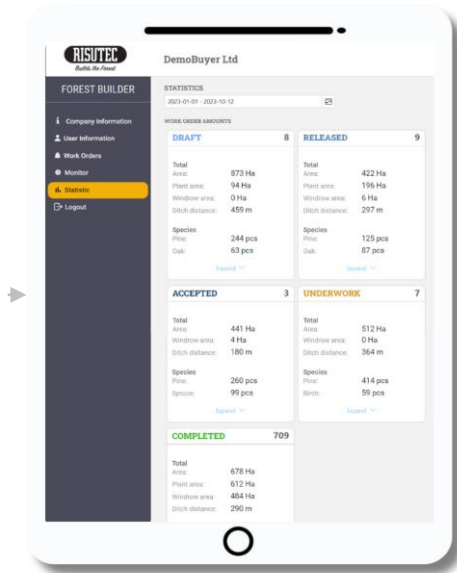 RISUTEC
Builds the Forest
DemoBuyer Ltd
FOREST BUILDER
Company Information
User Information
Work Orders
Monitor
Statistic
Logout
STATISTICS
2023-01-01 - 2023-10-12
WORK ORDER AMOUNTS
DRAFT 8
Total
Area: 873 Ha
Plant area: 94 Ha
Windrow area: 0 Ha
Ditch distance: 459 m
Species
Pine: 244 pcs
Oak: 63 pcs
Expand
RELEASED 9
Total
Area: 422 Ha
Plant area: 196 Ha
Windrow area: 6 Ha
Ditch distance: 297 m
Species
Pine: 125 pcs
Oak: 87 pcs
Expand
ACCEPTED 3
Total
Area: 441 Ha
Windrow area: 4 Ha
Ditch distance: 180 m
Species
Pine: 260 pcs
Spruce: 99 pcs
Expand
UNDERWORK 7
Total
Area: 512 Ha
Windrow area: 0 Ha
Ditch distance: 364 m
Species
Pine: 414 pcs
Birch: 59 pcs
Expand
COMPLETED 709
Total
Area: 678 Ha
Plant area: 612 Ha
Windrow area: 484 Ha
Ditch distance: 290 m